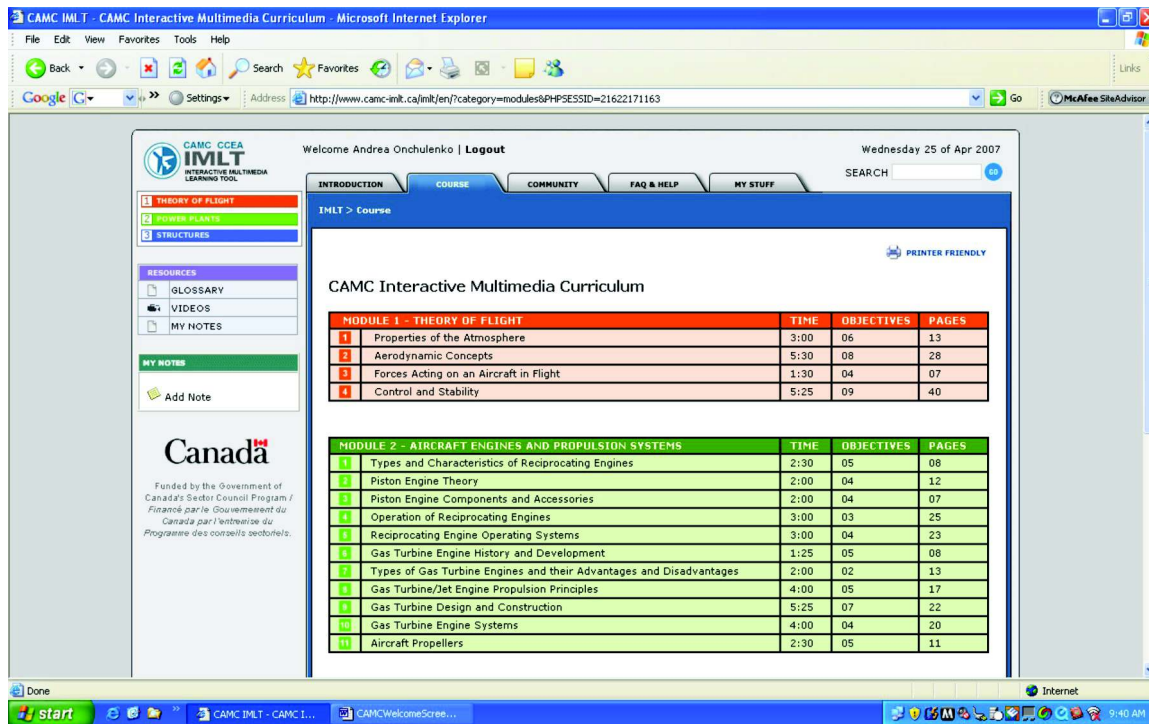 CAMC IMLT - CAMC Interactive Multimedia Curriculum - Microsoft Internet Explorer
File Edit View Favorites Tools Help
Back Search Favorites Links
Google G Settings Address http://www.camc-imlt.ca/imlt/en/?category=modules&PHPSESSID=21622171163 Go McAfee SiteAdvisor
CAMC CCEA
IMLT
INTERACTIVE MULTIMEDIA
LEARNING TOOL
Welcome Andrea Onchulenko | Logout
Wednesday 25 of Apr 2007
SEARCH GO
INTRODUCTION COURSE COMMUNITY FAQ & HELP MY STUFF
IMLT > Course
1 THEORY OF FLIGHT
2 POWER PLANTS
3 STRUCTURES
RESOURCES
GLOSSARY
VIDEOS
MY NOTES
MY NOTES
Add Note
Canada
Funded by the Government of
Canada's Sector Council Program /
Financé par le Gouvernement du
Canada par l'entremise du
Programme des conseils sectoriels.
PRINTER FRIENDLY
CAMC Interactive Multimedia Curriculum
MODULE 1 - THEORY OF FLIGHT TIME OBJECTIVES PAGES
1 Properties of the Atmosphere 3:00 06 13
2 Aerodynamic Concepts 5:30 08 28
3 Forces Acting on an Aircraft in Flight 1:30 04 07
4 Control and Stability 5:25 09 40
MODULE 2 - AIRCRAFT ENGINES AND PROPULSION SYSTEMS TIME OBJECTIVES PAGES
1 Types and Characteristics of Reciprocating Engines 2:30 05 08
2 Piston Engine Theory 2:00 04 12
3 Piston Engine Components and Accessories 2:00 04 07
4 Operation of Reciprocating Engines 3:00 03 25
5 Reciprocating Engine Operating Systems 3:00 04 23
6 Gas Turbine Engine History and Development 1:25 05 08
7 Types of Gas Turbine Engines and their Advantages and Disadvantages 2:00 02 13
8 Gas Turbine/Jet Engine Propulsion Principles 4:00 05 17
9 Gas Turbine Design and Construction 5:25 07 22
10 Gas Turbine Engine Systems 4:00 04 20
11 Aircraft Propellers 2:30 05 11
Done Internet
start CAMC IMLT - CAMC I... CAMCWelcomeScree... 9:40 AM